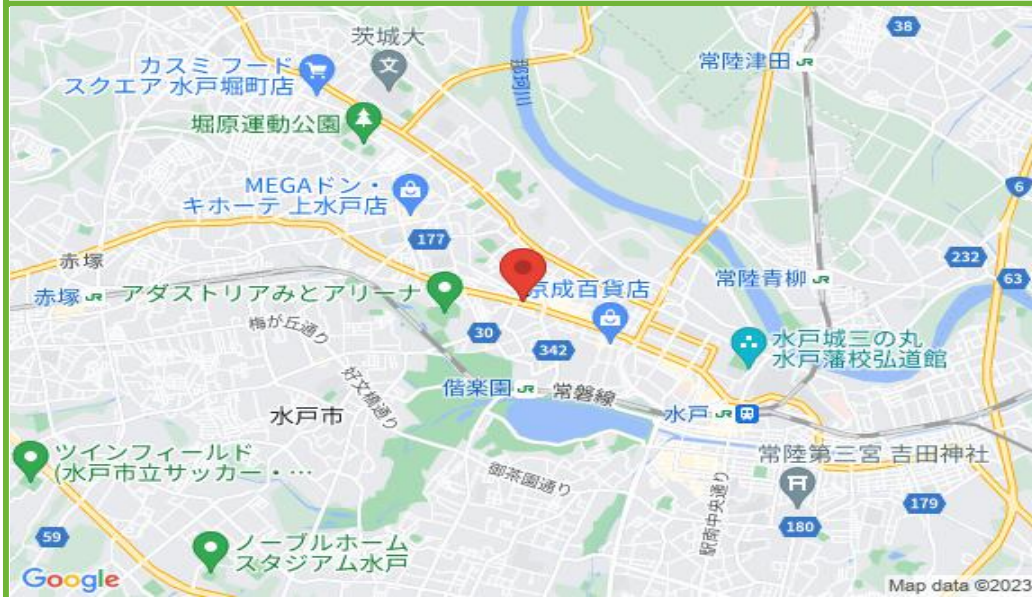 茨城大
文
38
カスミ フード
スクエア 水戸堀町店
那珂川
常陸津田 JR
堀原運動公園
MEGAドン・
キホーテ 上水戸店
6
177
232
63
赤塚
常陸青柳 JR
赤塚 JR
アダストリアみとアリーナ
京成百貨店
梅が丘通り
30
342
水戸城三の丸
水戸藩校弘道館
好文橋通り
偕楽園 JR
常磐線
水戸市
水戸 JR
ツインフィールド
(水戸市立サッカー・…
常陸第三宮 吉田神社
御茶園通り
駅南中央通り
179
180
59
ノーブルホーム
スタジアム水戸
Google
Map data ©2023